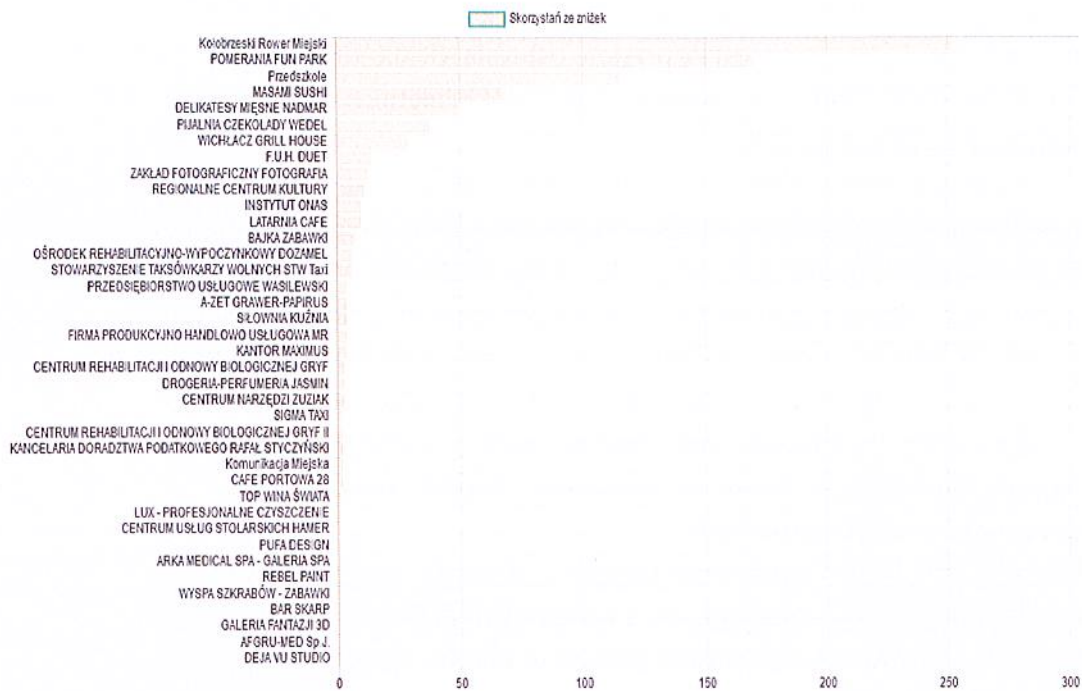 Skorzystań ze zniżek
Kołobrzeski Rower Miejski
POMERANIA FUN PARK
Przedszkole
MASAMI SUSHI
DELIKATESY MIĘSNE NADMAR
PIJALNIA CZEKOLADY WEDEL
WICHŁACZ GRILL HOUSE
F.U.H. DUET
ZAKŁAD FOTOGRAFICZNY FOTOGRAFIA
REGIONALNE CENTRUM KULTURY
INSTYTUT ONAS
LATARNIA CAFE
BAJKA ZABAWKI
OŚRODEK REHABILITACYJNO-WYPOCZYNKOWY DOZAMEL
STOWARZYSZENIE TAKSÓWKARZY WOLNYCH STW Taxi
PRZEDSIĘBIORSTWO USŁUGOWE WASILEWSKI
A-ZET GRAWER-PAPIRUS
SIŁOWNIA KUŹNIA
FIRMA PRODUKCYJNO HANDLOWO USŁUGOWA MR
KANTOR MAXIMUS
CENTRUM REHABILITACJI I ODNOWY BIOLOGICZNEJ GRYF
DROGERIA-PERFUMERIA JASMIN
CENTRUM NARZĘDZI ZUZIAK
SIGMA TAXI
CENTRUM REHABILITACJI I ODNOWY BIOLOGICZNEJ GRYF II
KANCELARIA DORADZTWA PODATKOWEGO RAFAŁ STYCZYŃSKI
Komunikacja Miejska
CAFE PORTOWA 28
TOP WINA ŚWIATA
LUX - PROFESJONALNE CZYSZCZENIE
CENTRUM USŁUG STOLARSKICH HAMER
PUFA DESIGN
ARKA MEDICAL SPA - GALERIA SPA
REBEL PAINT
WYSPA SZKRABÓW - ZABAWKI
BAR SKARP
GALERIA FANTAZJI 3D
AFGRU-MED Sp J.
DEJA VU STUDIO
0 50 100 150 200 250 300